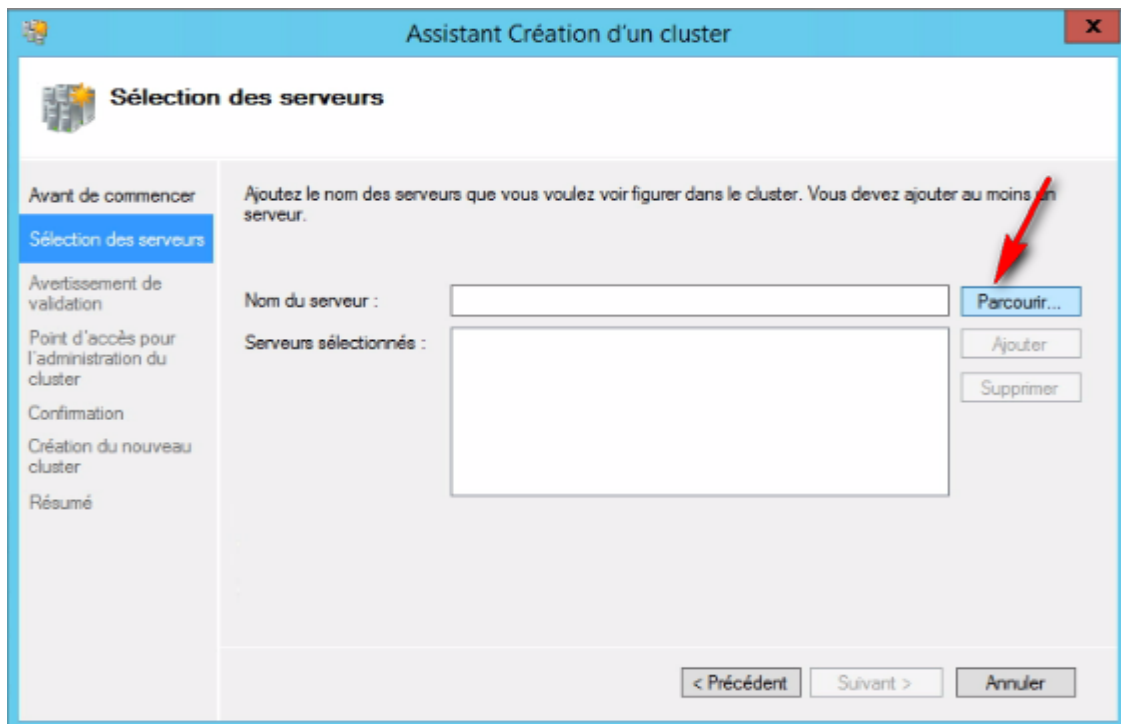 Assistant Création d'un cluster
x
Sélection des serveurs
Avant de commencer
Sélection des serveurs
Avertissement de
validation
Point d'accès pour
l'administration du
cluster
Confirmation
Création du nouveau
cluster
Résumé
Ajoutez le nom des serveurs que vous voulez voir figurer dans le cluster. Vous devez ajouter au moins un
serveur.
Nom du serveur :
Parcourir...
Serveurs sélectionnés :
Ajouter
Supprimer
< Précédent
Suivant >
Annuler